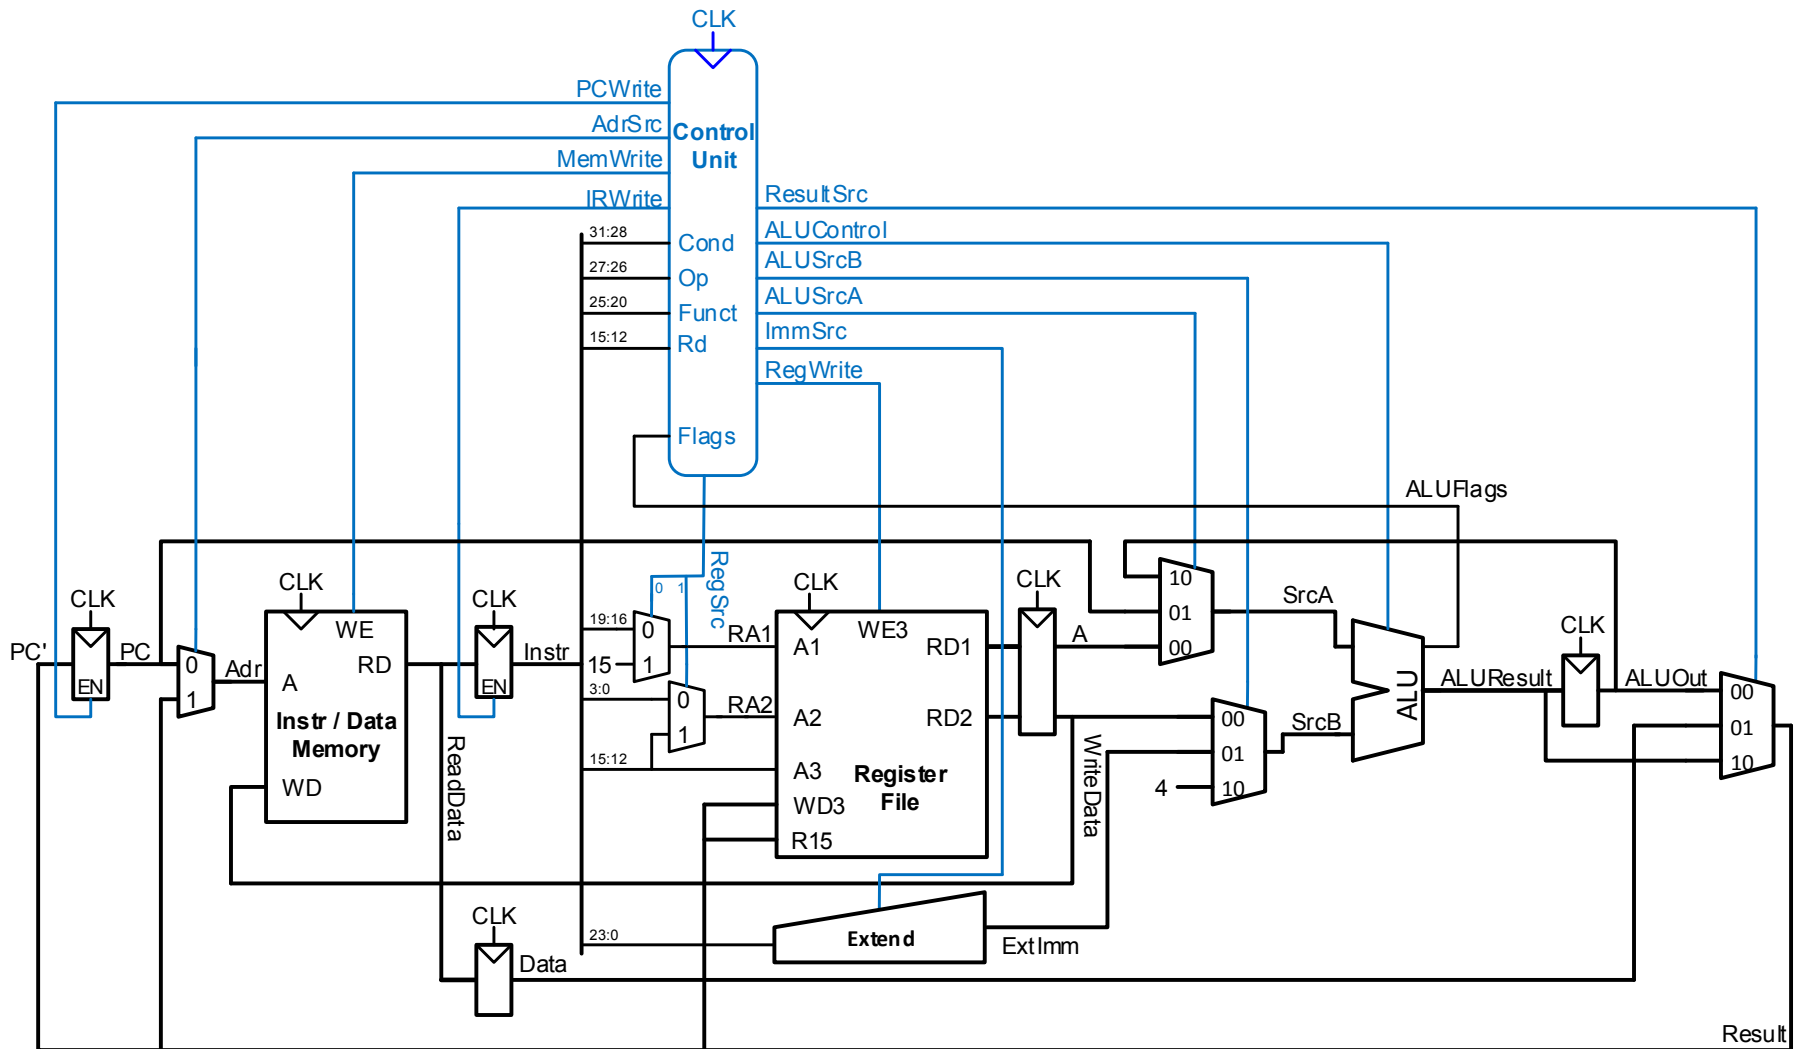 CLK
PCWrite
AdrSrc
MemWrite
IRWrite
Control
Unit
ResultSrc
ALUControl
ALUSrcB
ALUSrcA
ImmSrc
RegWrite
31:28
Cond
27:26
Op
25:20
Funct
15:12
Rd
Flags
ALUFlags
RegSrc
0 1
CLK
PC'
EN
PC
0
1
Adr
CLK
WE
RD
A
Instr / Data
Memory
WD
ReadData
CLK
EN
Instr
19:16
15
0
1
RA1
3:0
0
1
RA2
15:12
CLK
WE3
A1
RD1
A2
RD2
A3
WD3
R15
Register
File
CLK
A
WriteData
10
01
00
SrcA
00
01
10
4
SrcB
ALU
ALUResult
CLK
ALUOut
00
01
10
CLK
Data
23:0
Extend
ExtImm
Result